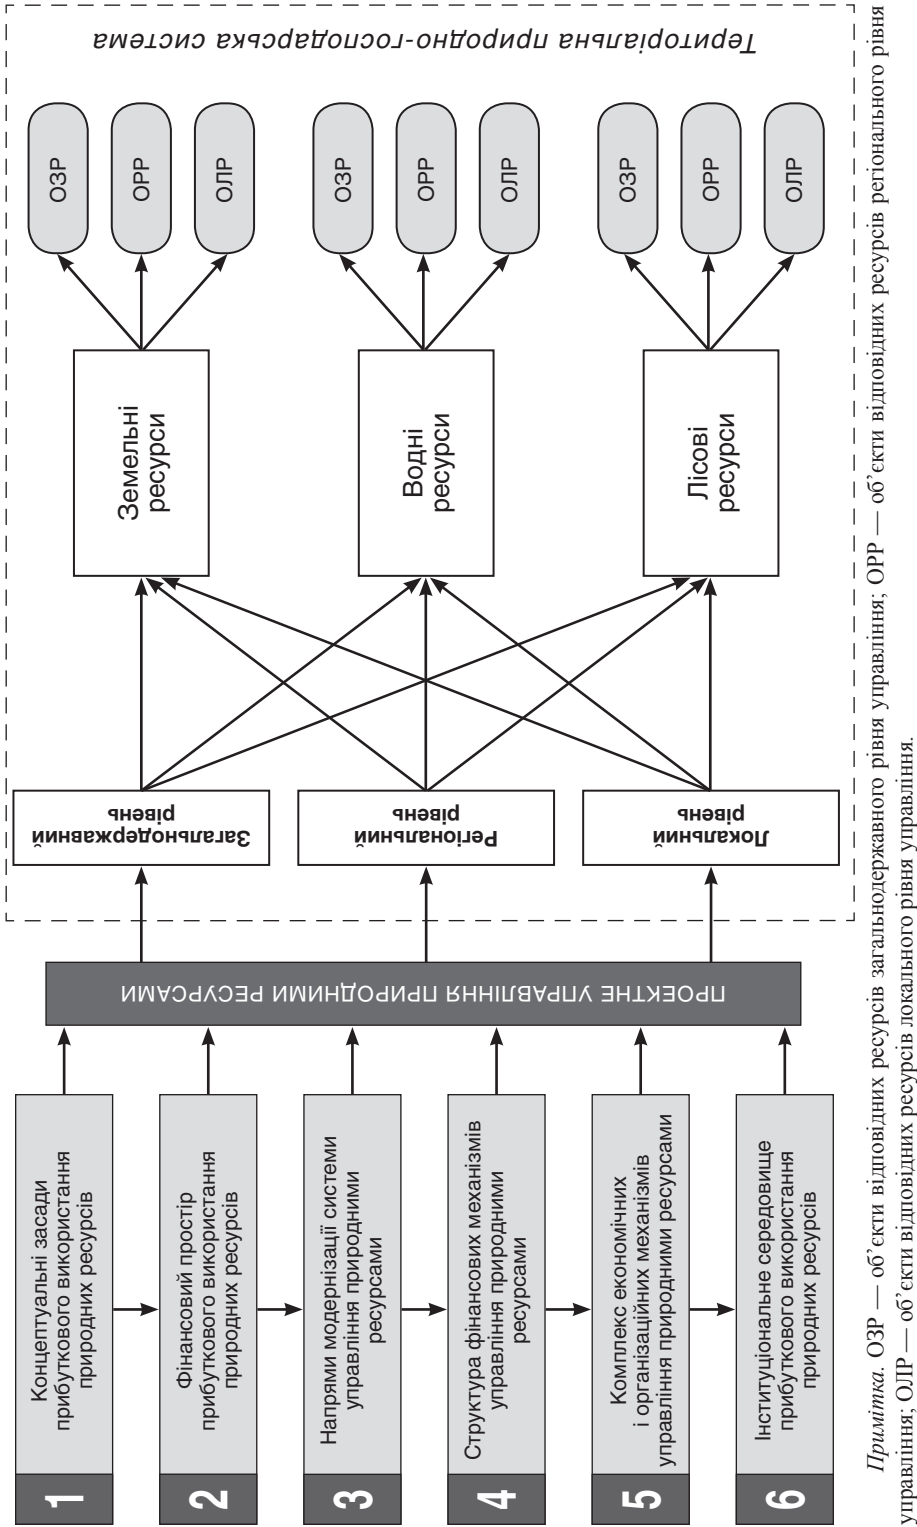 1
Концептуальні засади
прибуткового використання
природних ресурсів
2
Фінансовий простір
прибуткового використання
природних ресурсів
3
Напрями модернізації системи
управління природними
ресурсами
4
Структура фінансових механізмів
управління природними
ресурсами
5
Комплекс економічних
і організаційних механізмів
управління природними ресурсами
6
Інституціональне середовище
прибуткового використання
природних ресурсів
ПРОЕКТНЕ УПРАВЛІННЯ ПРИРОДНИМИ РЕСУРСАМИ
Загальнодержавний
рівень
Регіональний
рівень
Локальний
рівень
Земельні
ресурси
Водні
ресурси
Лісові
ресурси
ОЗР
ОРР
ОЛР
ОЗР
ОРР
ОЛР
ОЗР
ОРР
ОЛР
Територіальна природно-господарська система
Примітка. ОЗР — об’єкти відповідних ресурсів загальнодержавного рівня управління; ОРР — об’єкти відповідних ресурсів регіонального рівня
управління; ОЛР — об’єкти відповідних ресурсів локального рівня управління.